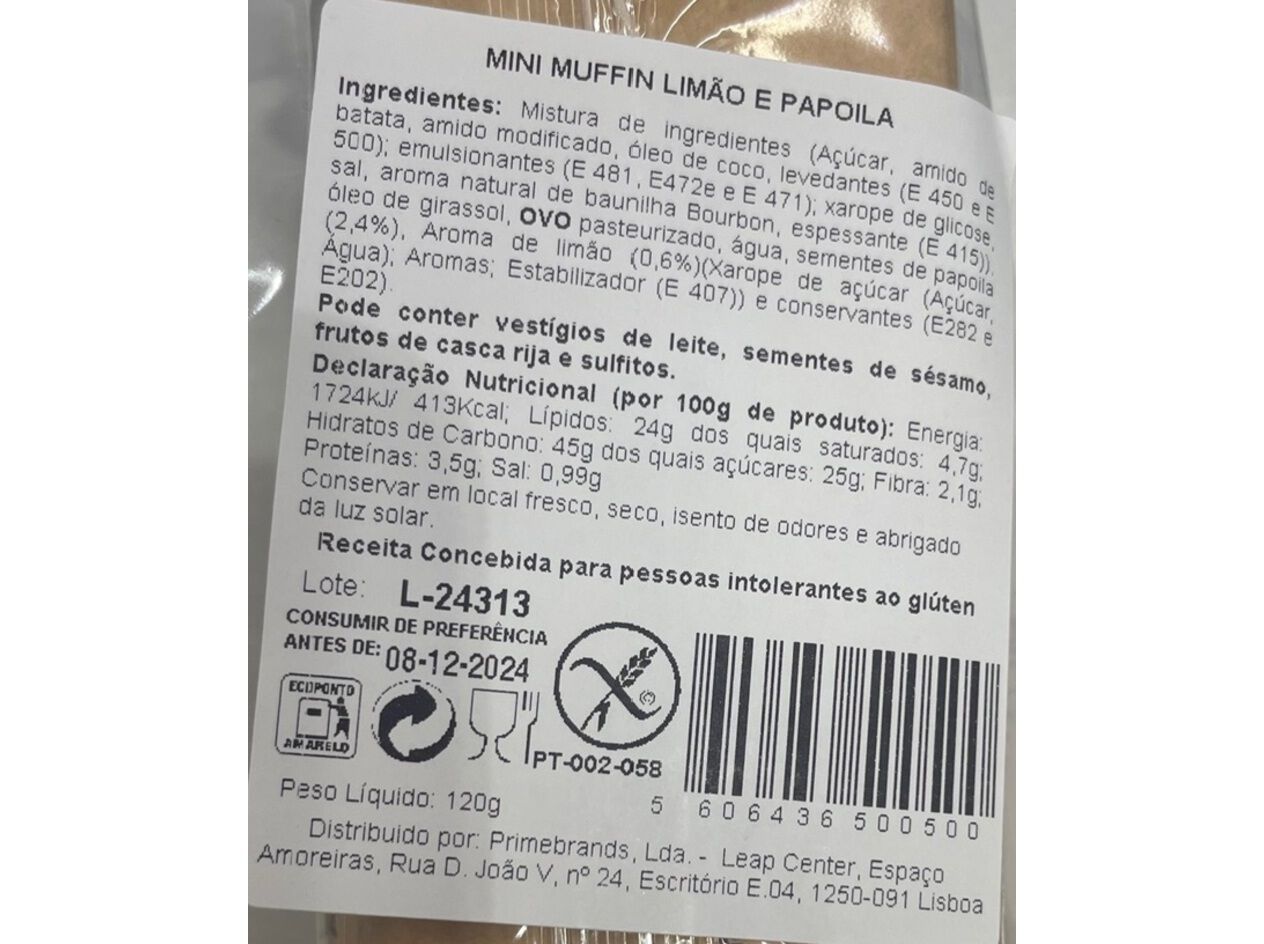 MINI MUFFIN LIMÃO E PAPOILA
Ingredientes: Mistura de ingredientes (Açúcar, amido de
batata, amido modificado, óleo de coco, levedantes (E 450 e E
500); emulsionantes (E 481, E472e e E 471); xarope de glicose,
sal, aroma natural de baunilha Bourbon, espessante (E 415)).
óleo de girassol, OVO pasteurizado, água, sementes de papoila
(2,4%), Aroma de limão (0,6%)(Xarope de açúcar (Açúcar,
Água); Aromas; Estabilizador (E 407)) e conservantes (E282 e
E202).
Pode conter vestígios de leite, sementes de sésamo,
frutos de casca rija e sulfitos.
Declaração Nutricional (por 100g de produto): Energia:
1724kJ/ 413Kcal; Lípidos: 24g dos quais saturados: 4,7g;
Hidratos de Carbono: 45g dos quais açúcares: 25g; Fibra: 2,1g;
Proteínas: 3,5g; Sal: 0,99g
Conservar em local fresco, seco, isento de odores e abrigado
da luz solar.
Receita Concebida para pessoas intolerantes ao glúten
Lote: L-24313
CONSUMIR DE PREFERÊNCIA
ANTES DE: 08-12-2024
ECOPONTO
AMARELO
PT-002-058
5 606436 500500
Peso Líquido: 120g
Distribuido por: Primebrands, Lda. - Leap Center, Espaço
Amoreiras, Rua D. João V, nº 24, Escritório E.04, 1250-091 Lisboa